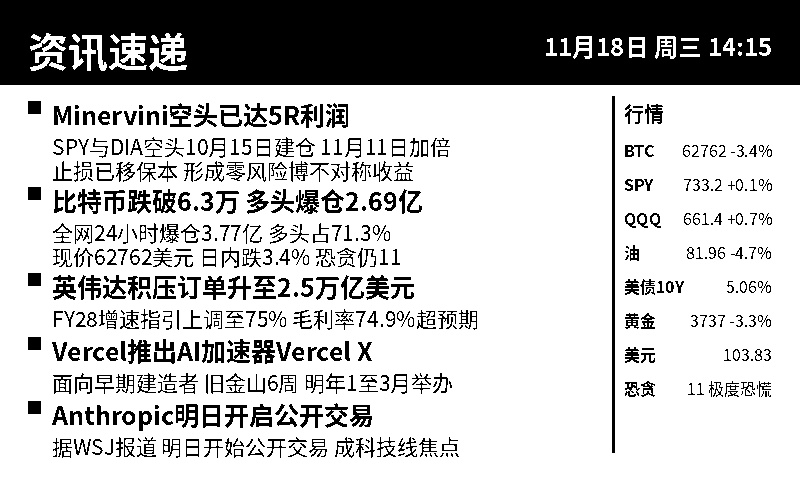 资讯速递
11月18日 周三 14:15
Minervini空头已达5R利润
SPY与DIA空头10月15日建仓 11月11日加倍
止损已移保本 形成零风险博不对称收益
比特币跌破6.3万 多头爆仓2.69亿
全网24小时爆仓3.77亿 多头占71.3%
现价62762美元 日内跌3.4% 恐贪仍11
英伟达积压订单升至2.5万亿美元
FY28增速指引上调至75% 毛利率74.9%超预期
Vercel推出AI加速器Vercel X
面向早期建造者 旧金山6周 明年1至3月举办
Anthropic明日开启公开交易
据WSJ报道 明日开始公开交易 成科技线焦点
行情
BTC 62762 -3.4%
SPY 733.2 +0.1%
QQQ 661.4 +0.7%
油 81.96 -4.7%
美债10Y 5.06%
黄金 3737 -3.3%
美元 103.83
恐贪 11 极度恐慌